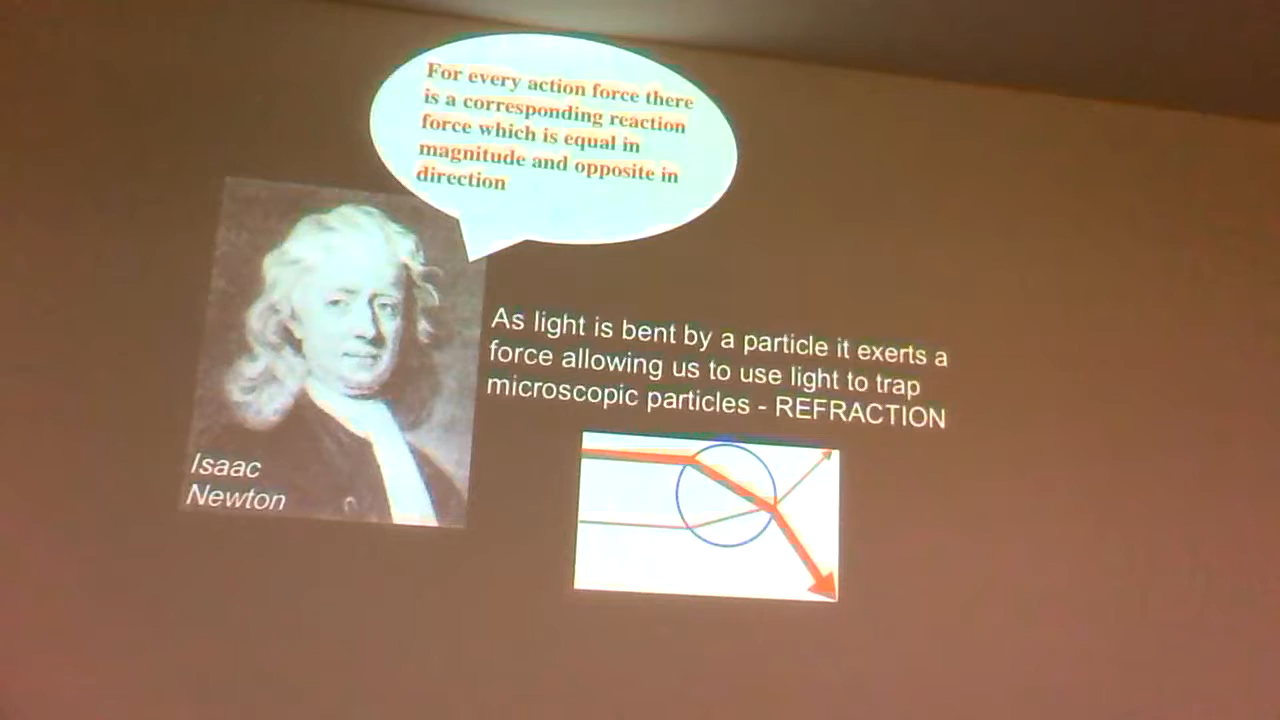 For every action force there
is a corresponding reaction
force which is equal in
magnitude and opposite in
direction
As light is bent by a particle it exerts a
force allowing us to use light to trap
microscopic particles - REFRACTION
Isaac
Newton